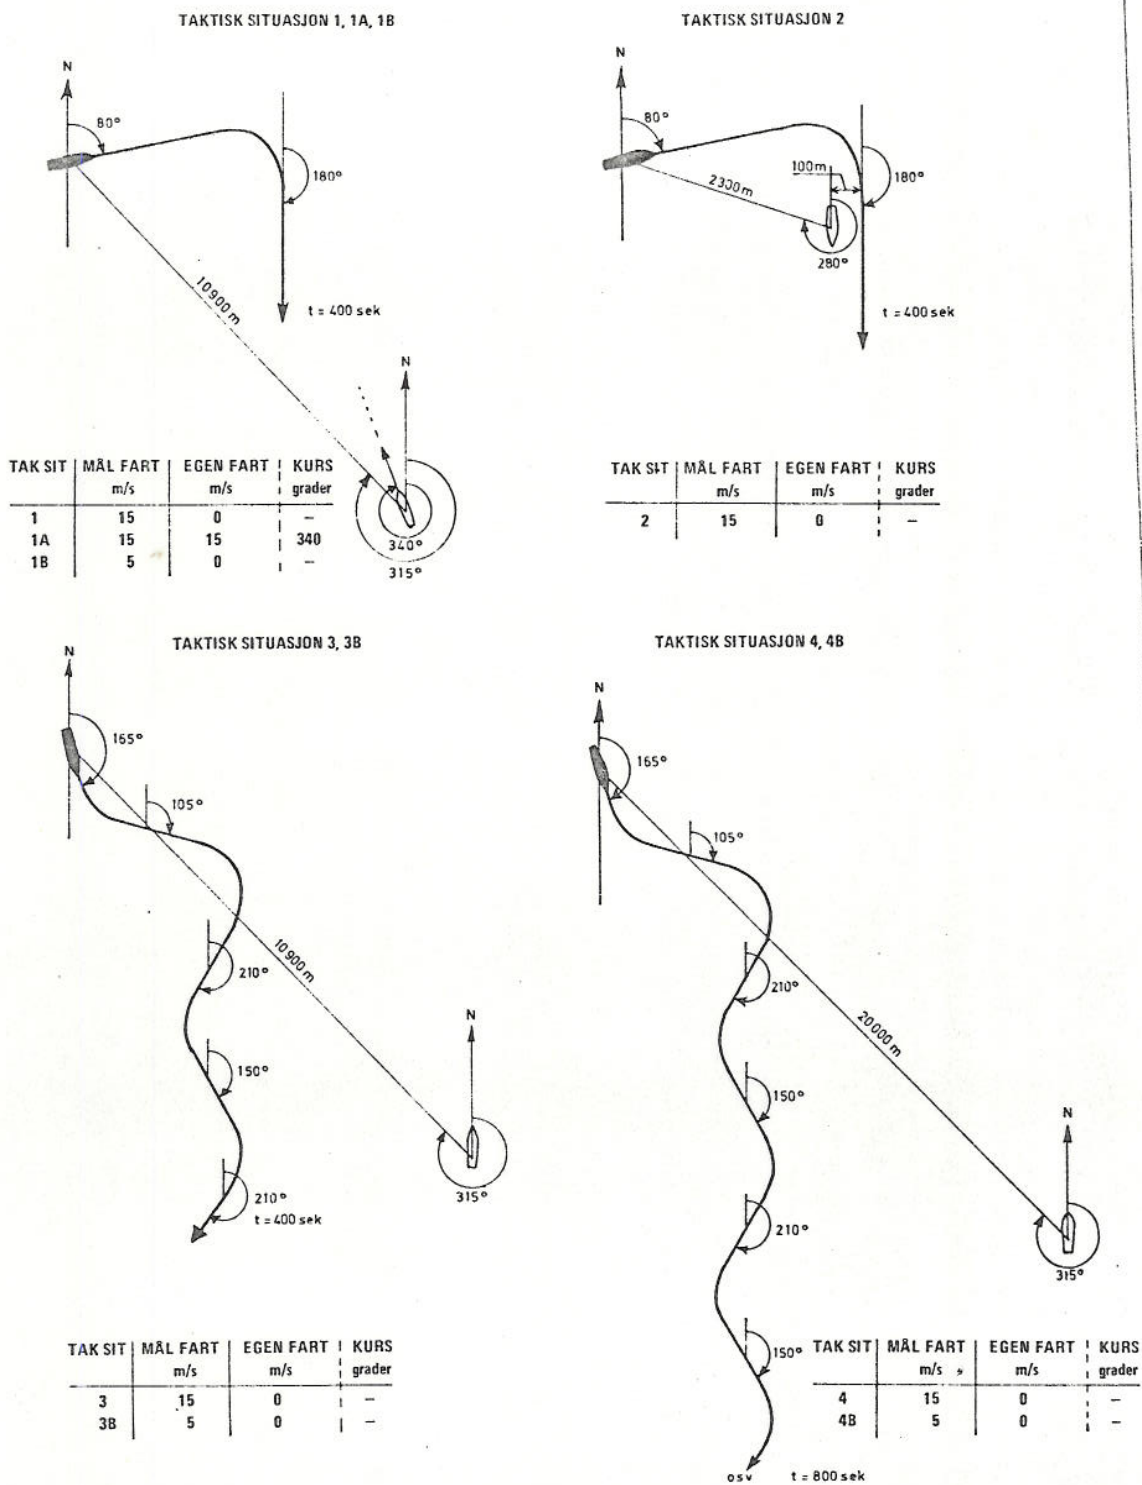 TAKTISK SITUASJON 1, 1A, 1B
N
80°
180°
10900 m
t = 400 sek
N
340°
315°
TAK SIT MÅL FART EGEN FART KURS
m/s m/s grader
1 15 0 –
1A 15 15 340
1B 5 0 –
TAKTISK SITUASJON 2
N
80°
100m
2300m
180°
280°
t = 400 sek
TAK SIT MÅL FART EGEN FART KURS
m/s m/s grader
2 15 0 –
TAKTISK SITUASJON 3, 3B
N
165°
105°
210°
10900 m
150°
N
210°
t = 400 sek
315°
TAK SIT MÅL FART EGEN FART KURS
m/s m/s grader
3 15 0 –
3B 5 0 –
TAKTISK SITUASJON 4, 4B
N
165°
105°
210°
20000 m
150°
N
210°
315°
150°
osv t = 800 sek
TAK SIT MÅL FART EGEN FART KURS
m/s m/s grader
4 15 0 –
4B 5 0 –